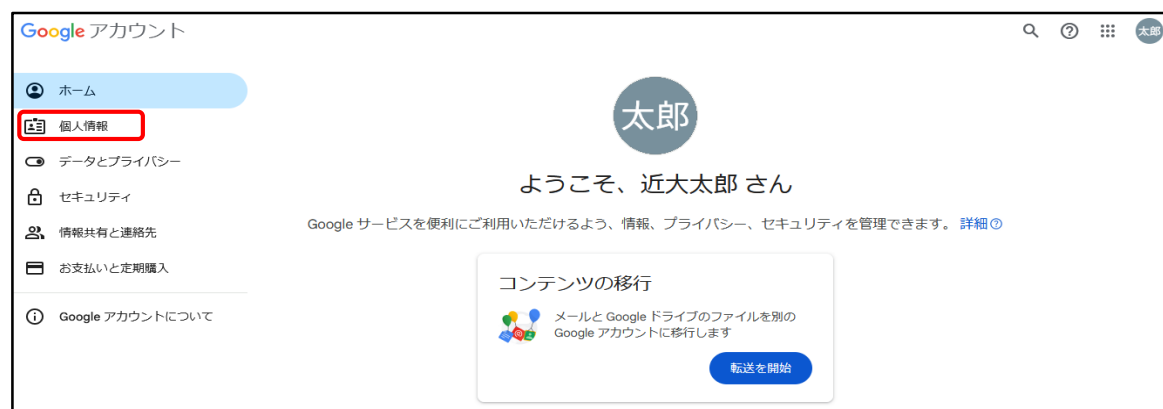 Google アカウント
太郎
ホーム
個人情報
データとプライバシー
セキュリティ
情報共有と連絡先
お支払いと定期購入
Google アカウントについて
太郎
ようこそ、近大太郎 さん
Google サービスを便利にご利用いただけるよう、情報、プライバシー、セキュリティを管理できます。 詳細
コンテンツの移行
メールと Google ドライブのファイルを別の
Google アカウントに移行します
転送を開始